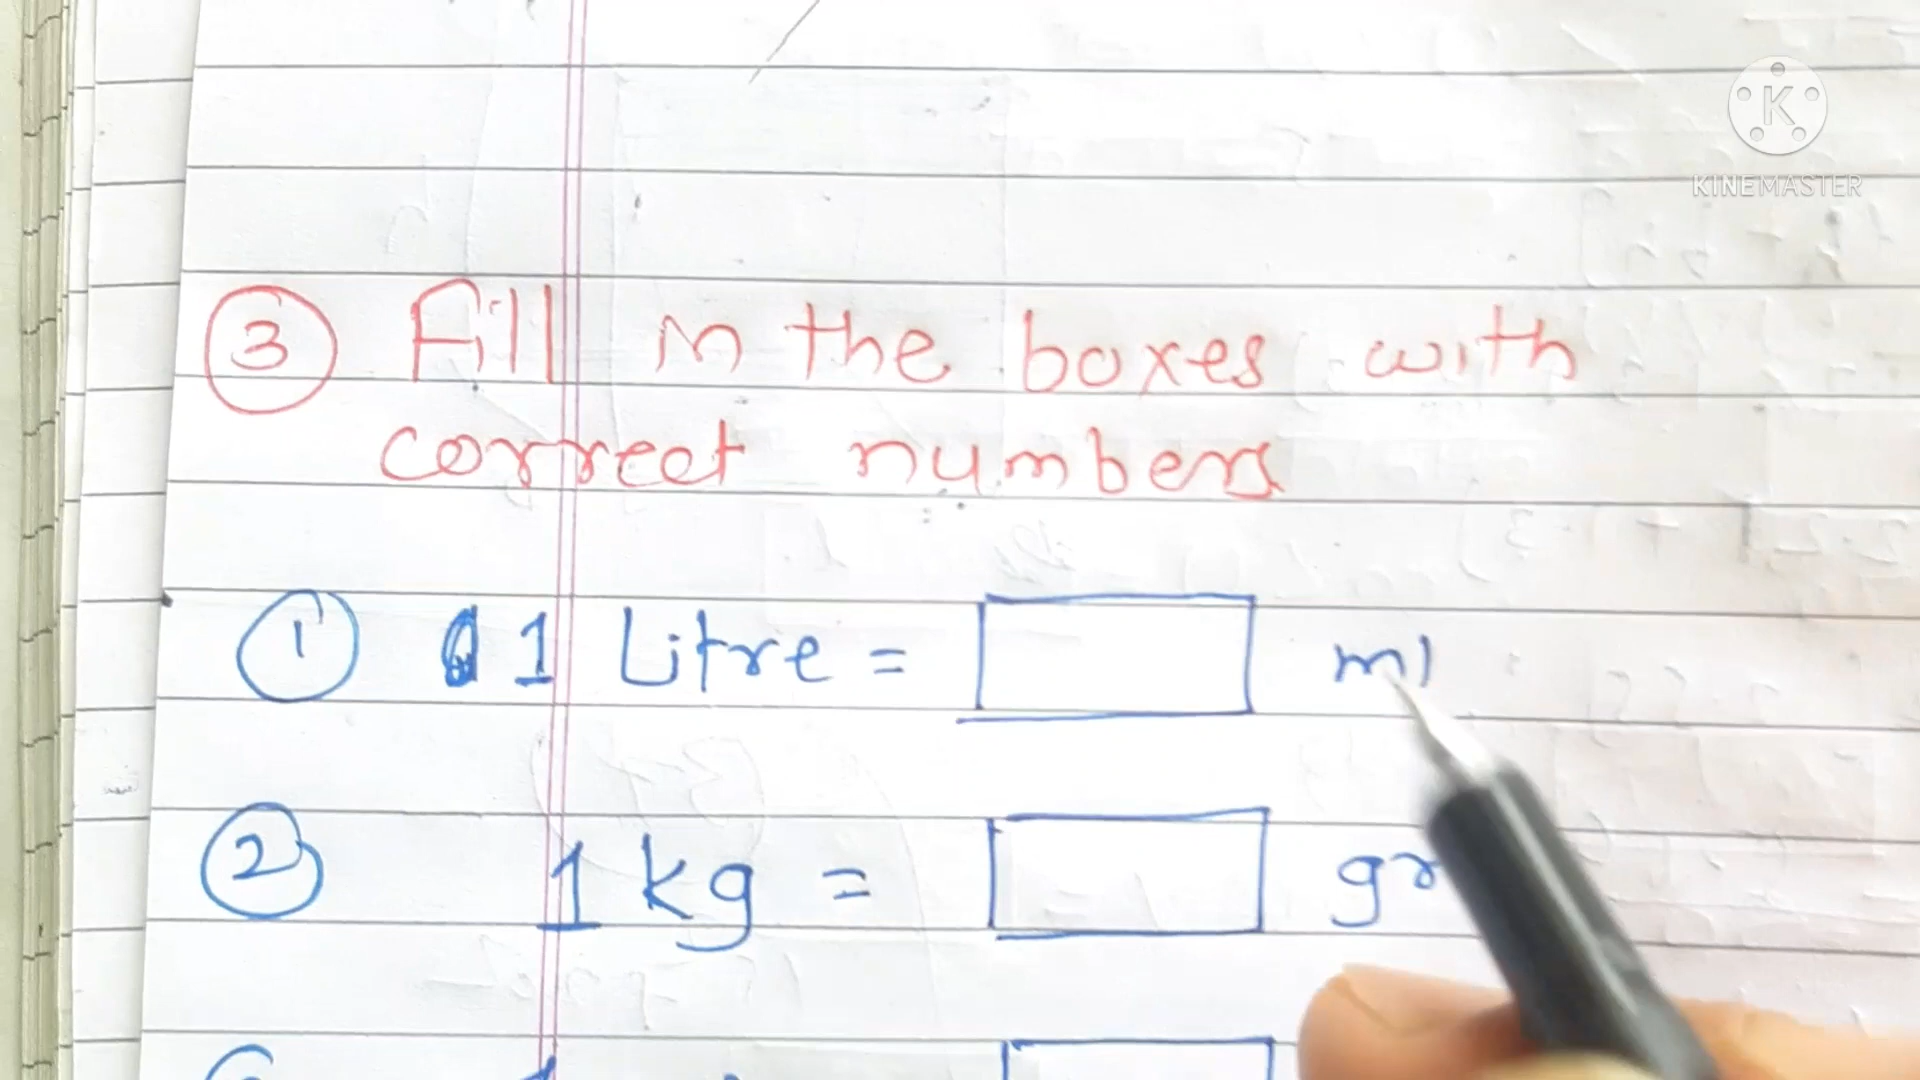 K
KINEMASTER
3 Fill in the boxes with
correct numbers
1 1 Litre = ml
2 1 kg = gr